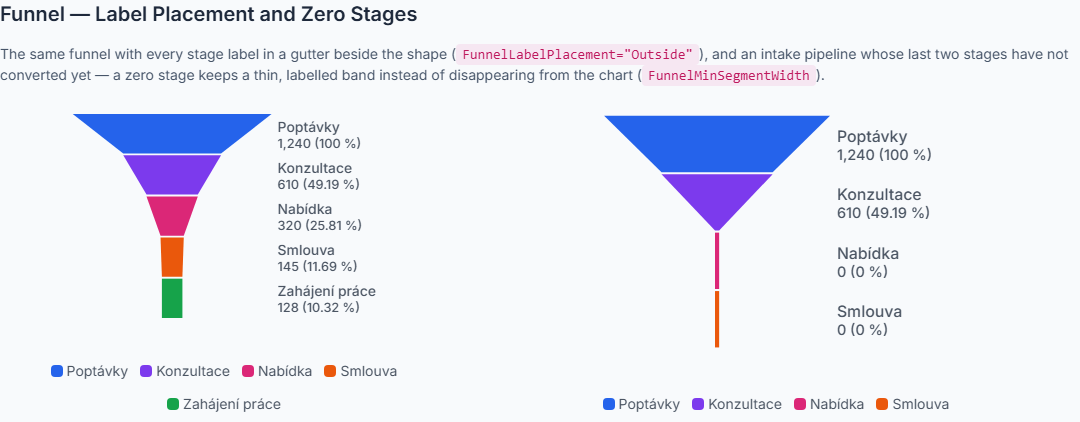 Funnel — Label Placement and Zero Stages
The same funnel with every stage label in a gutter beside the shape ( FunnelLabelPlacement="Outside" ), and an intake pipeline whose last two stages have not
converted yet — a zero stage keeps a thin, labelled band instead of disappearing from the chart ( FunnelMinSegmentWidth ).
Poptávky
1,240 (100 %)
Konzultace
610 (49.19 %)
Nabídka
320 (25.81 %)
Smlouva
145 (11.69 %)
Zahájení práce
128 (10.32 %)
Poptávky Konzultace Nabídka Smlouva
Zahájení práce
Poptávky
1,240 (100 %)
Konzultace
610 (49.19 %)
Nabídka
0 (0 %)
Smlouva
0 (0 %)
Poptávky Konzultace Nabídka Smlouva